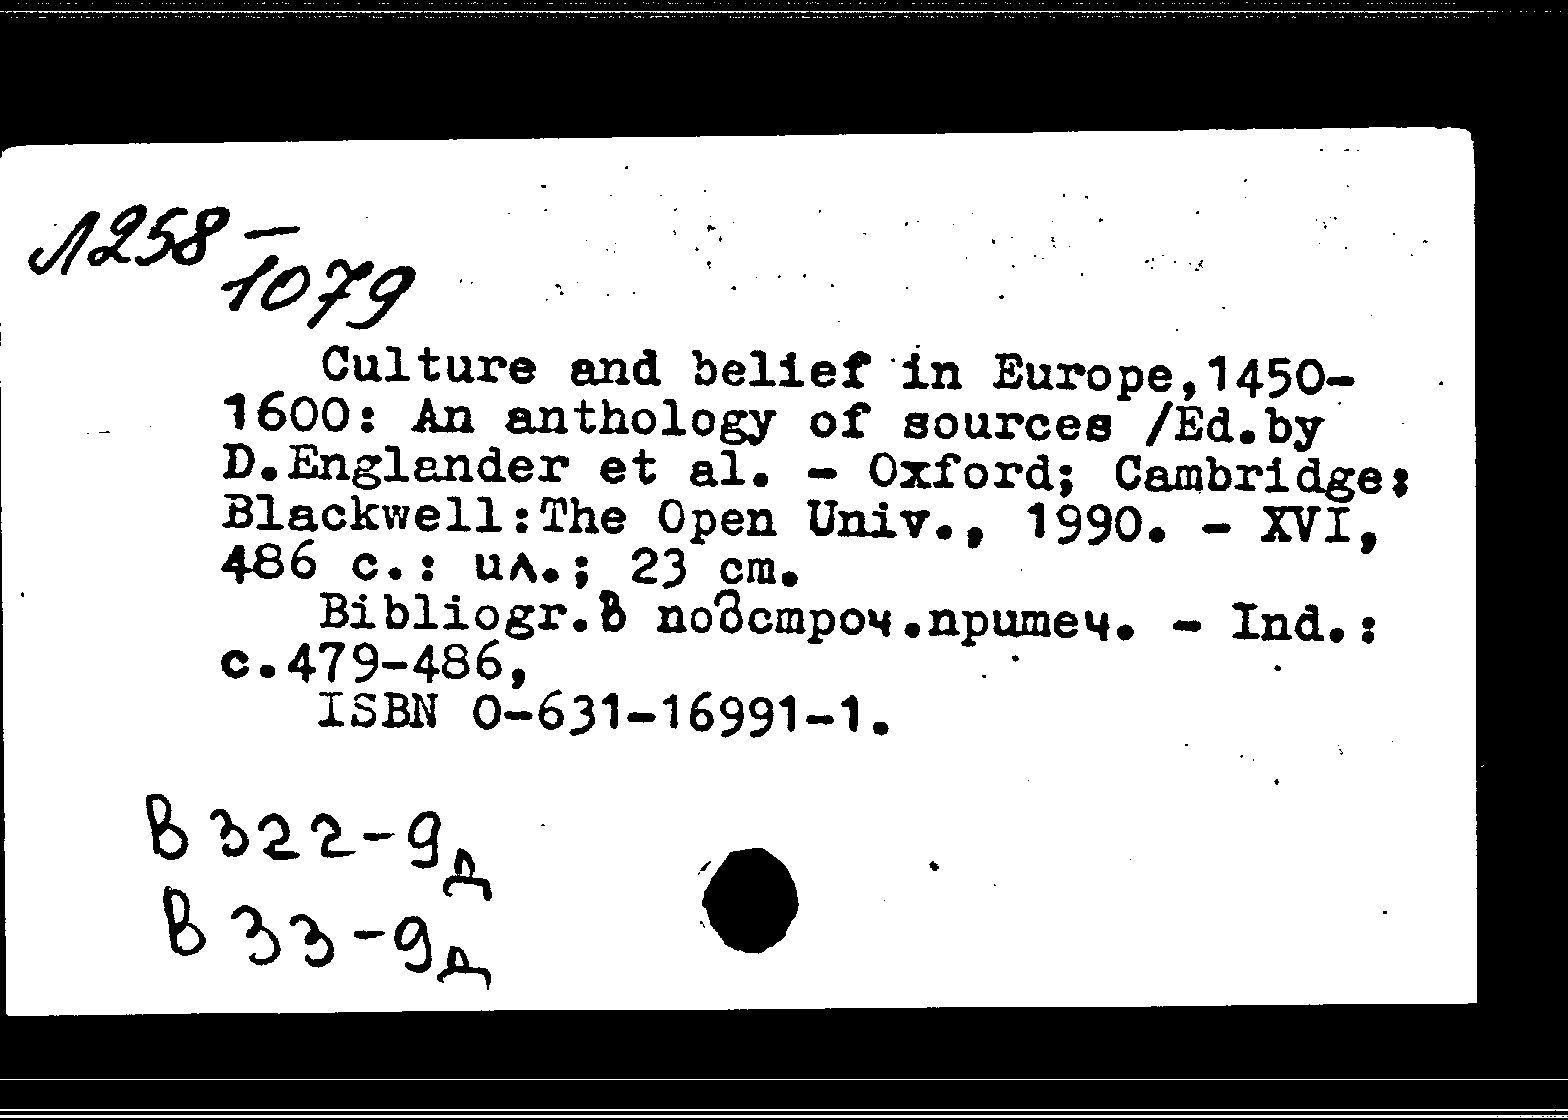 Л258-
1079
Culture and belief in Europe,1450-
1600: An anthology of sources /Ed.by
D.Englander et al. - Oxford; Cambridge:
Blackwell:The Open Univ., 1990. - XVI,
486 с.: ил.; 23 cm.
Bibliogr.в подстроч.примеч. - Ind.:
с.479-486,
ISBN 0-631-16991-1.
В 322-9д
В 33-9д